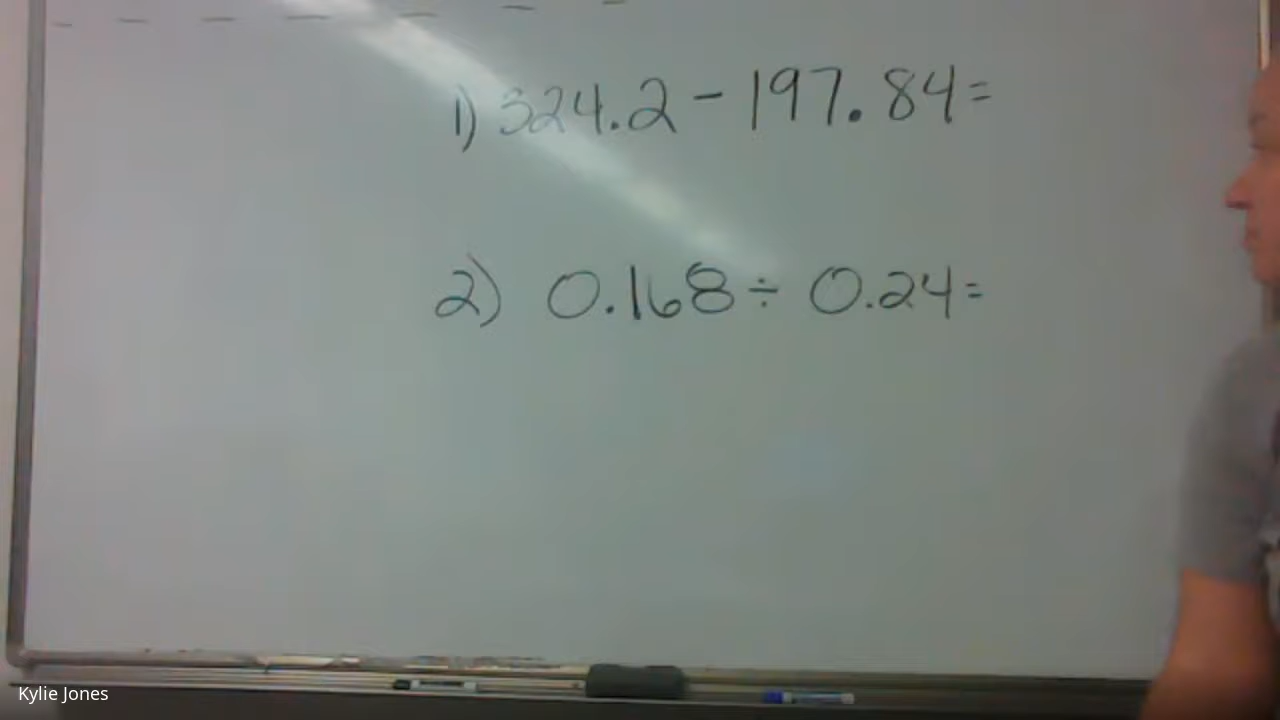 1) 324.2 - 197.84 =
2) 0.168 ÷ 0.24 =
Kylie Jones